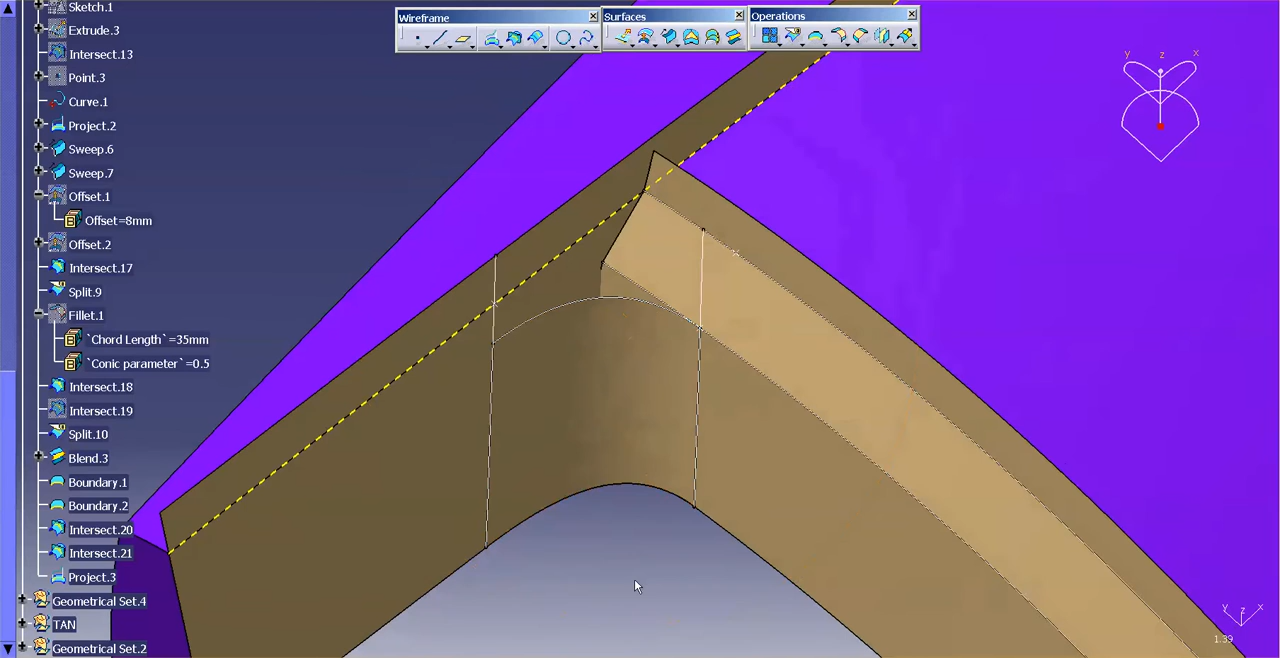 Sketch.1
Extrude.3
Intersect.13
Point.3
Curve.1
Project.2
Sweep.6
Sweep.7
Offset.1
Offset=8mm
Offset.2
Intersect.17
Split.9
Fillet.1
`Chord Length`=35mm
`Conic parameter`=0.5
Intersect.18
Intersect.19
Split.10
Blend.3
Boundary.1
Boundary.2
Intersect.20
Intersect.21
Project.3
Geometrical Set.4
TAN
Geometrical Set.2
Wireframe
Surfaces
Operations
y z x
y z x
1.39